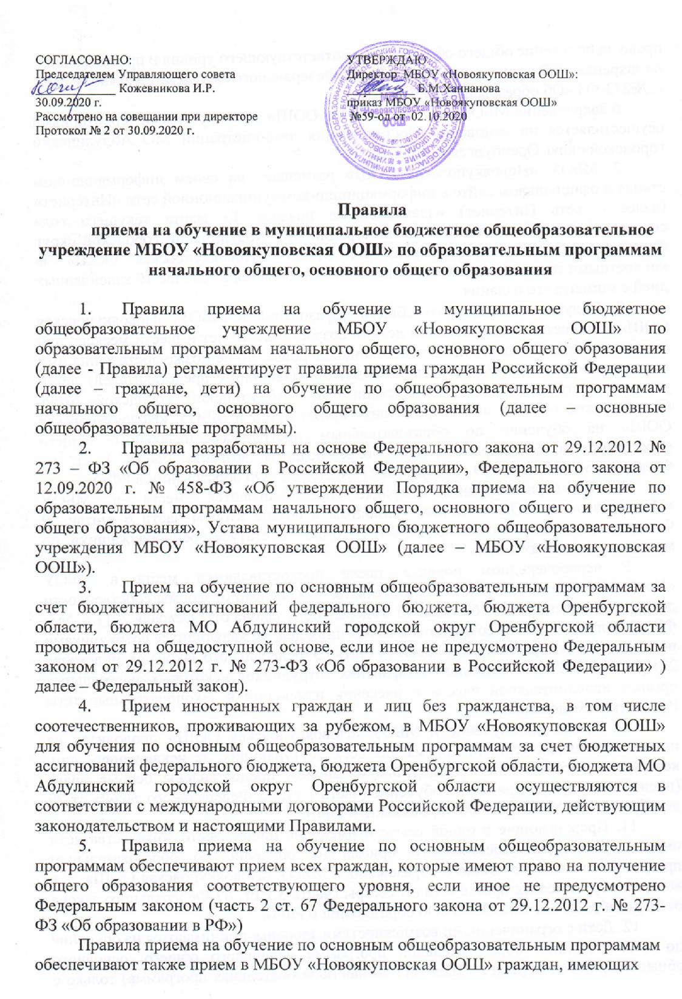 СОГЛАСОВАНО:
Председателем Управляющего совета
_____________ Кожевникова И.Р.
30.09.2020 г.
Рассмотрено на совещании при директоре
Протокол № 2 от 30.09.2020 г.
УТВЕРЖДАЮ
Директор МБОУ «Новоякуповская ООШ»:
___________ Б.М.Ханнанова
приказ МБОУ «Новоякуповская ООШ»
№59-од от 02.10.2020
МБОУ
«Новоякуповская
ООШ»
Правила
приема на обучение в муниципальное бюджетное общеобразовательное
учреждение МБОУ «Новоякуповская ООШ» по образовательным программам
начального общего, основного общего образования
1. Правила приема на обучение в муниципальное бюджетное
общеобразовательное учреждение МБОУ «Новоякуповская ООШ» по
образовательным программам начального общего, основного общего образования
(далее - Правила) регламентирует правила приема граждан Российской Федерации
(далее – граждане, дети) на обучение по общеобразовательным программам
начального общего, основного общего образования (далее – основные
общеобразовательные программы).
2. Правила разработаны на основе Федерального закона от 29.12.2012 №
273 – ФЗ «Об образовании в Российской Федерации», Федерального закона от
12.09.2020 г. № 458-ФЗ «Об утверждении Порядка приема на обучение по
образовательным программам начального общего, основного общего и среднего
общего образования», Устава муниципального бюджетного общеобразовательного
учреждения МБОУ «Новоякуповская ООШ» (далее – МБОУ «Новоякуповская
ООШ»).
3. Прием на обучение по основным общеобразовательным программам за
счет бюджетных ассигнований федерального бюджета, бюджета Оренбургской
области, бюджета МО Абдулинский городской округ Оренбургской области
проводиться на общедоступной основе, если иное не предусмотрено Федеральным
законом от 29.12.2012 г. № 273-ФЗ «Об образовании в Российской Федерации» )
далее – Федеральный закон).
4. Прием иностранных граждан и лиц без гражданства, в том числе
соотечественников, проживающих за рубежом, в МБОУ «Новоякуповская ООШ»
для обучения по основным общеобразовательным программам за счет бюджетных
ассигнований федерального бюджета, бюджета Оренбургской области, бюджета МО
Абдулинский городской округ Оренбургской области осуществляются в
соответствии с международными договорами Российской Федерации, действующим
законодательством и настоящими Правилами.
5. Правила приема на обучение по основным общеобразовательным
программам обеспечивают прием всех граждан, которые имеют право на получение
общего образования соответствующего уровня, если иное не предусмотрено
Федеральным законом (часть 2 ст. 67 Федерального закона от 29.12.2012 г. № 273-
ФЗ «Об образовании в РФ»)
Правила приема на обучение по основным общеобразовательным программам
обеспечивают также прием в МБОУ «Новоякуповская ООШ» граждан, имеющих